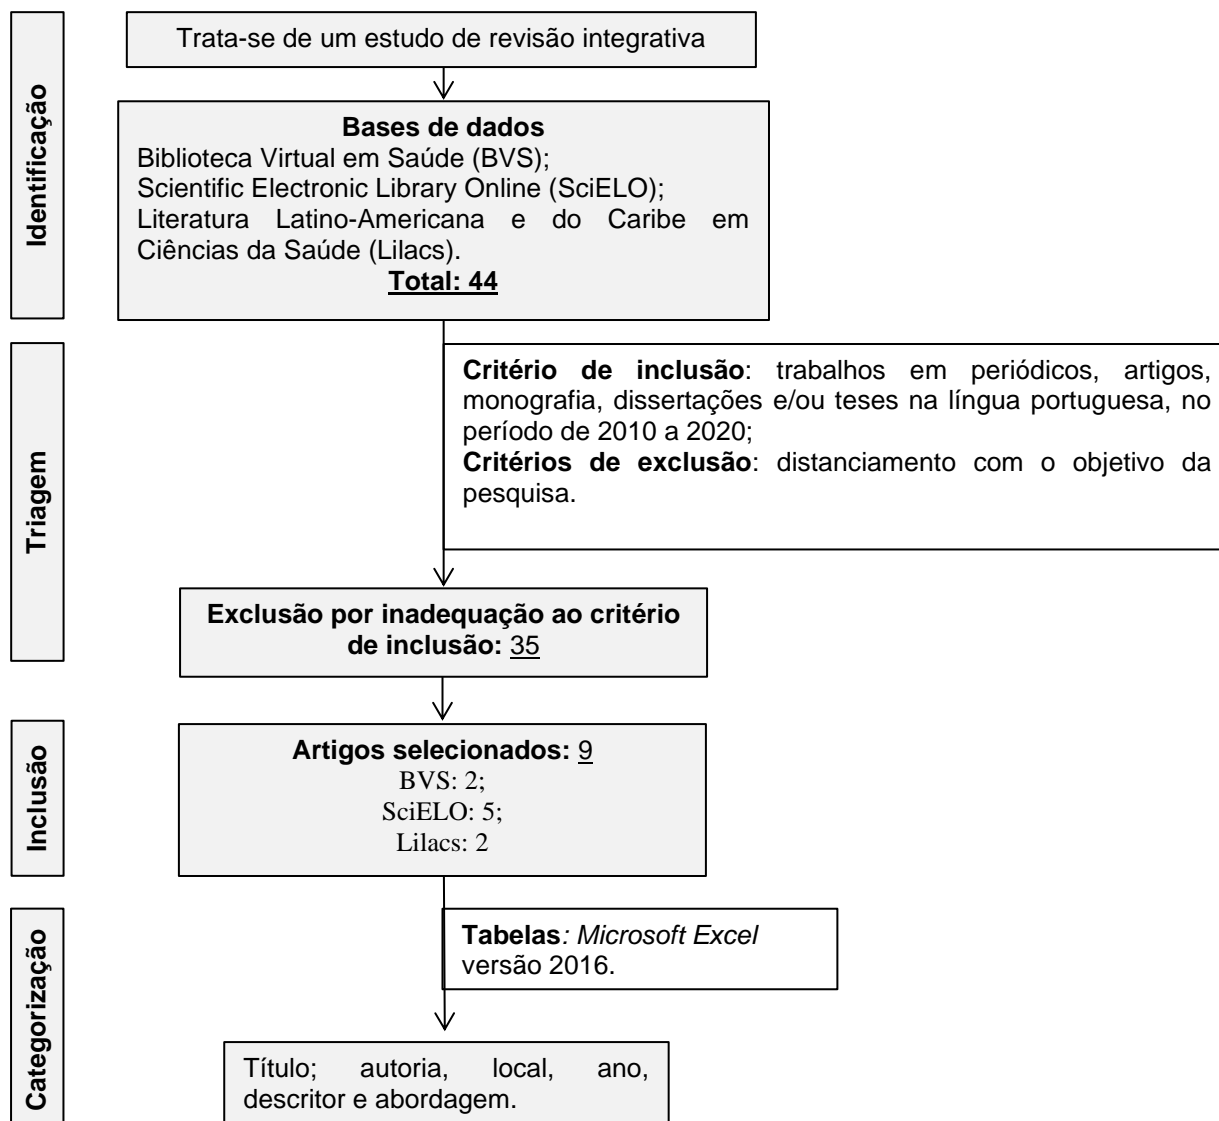 Identificação
Trata-se de um estudo de revisão integrativa
Bases de dados
Biblioteca Virtual em Saúde (BVS);
Scientific Electronic Library Online (SciELO);
Literatura Latino-Americana e do Caribe em
Ciências da Saúde (Lilacs).
Total: 44
Triagem
Critério de inclusão: trabalhos em periódicos, artigos,
monografia, dissertações e/ou teses na língua portuguesa, no
período de 2010 a 2020;
Critérios de exclusão: distanciamento com o objetivo da
pesquisa.
Exclusão por inadequação ao critério
de inclusão: 35
Inclusão
Artigos selecionados: 9
BVS: 2;
SciELO: 5;
Lilacs: 2
Categorização
Tabelas: Microsoft Excel
versão 2016.
Título; autoria, local, ano,
descritor e abordagem.